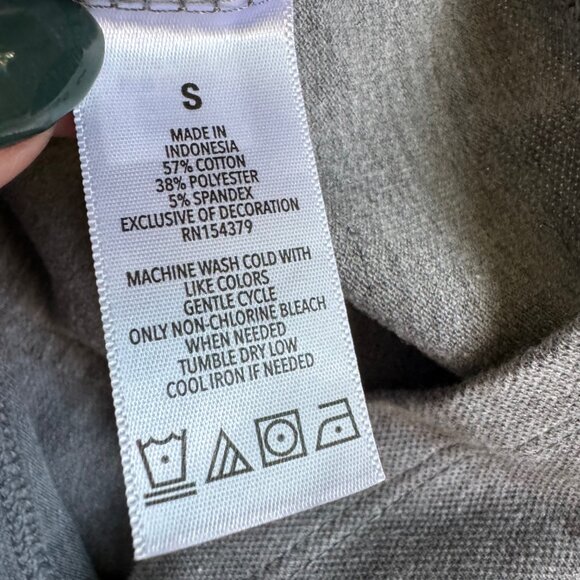 S
MADE IN
INDONESIA
57% COTTON
38% POLYESTER
5% SPANDEX
EXCLUSIVE OF DECORATION
RN154379
MACHINE WASH COLD WITH
LIKE COLORS
GENTLE CYCLE
ONLY NON-CHLORINE BLEACH
WHEN NEEDED
TUMBLE DRY LOW
COOL IRON IF NEEDED